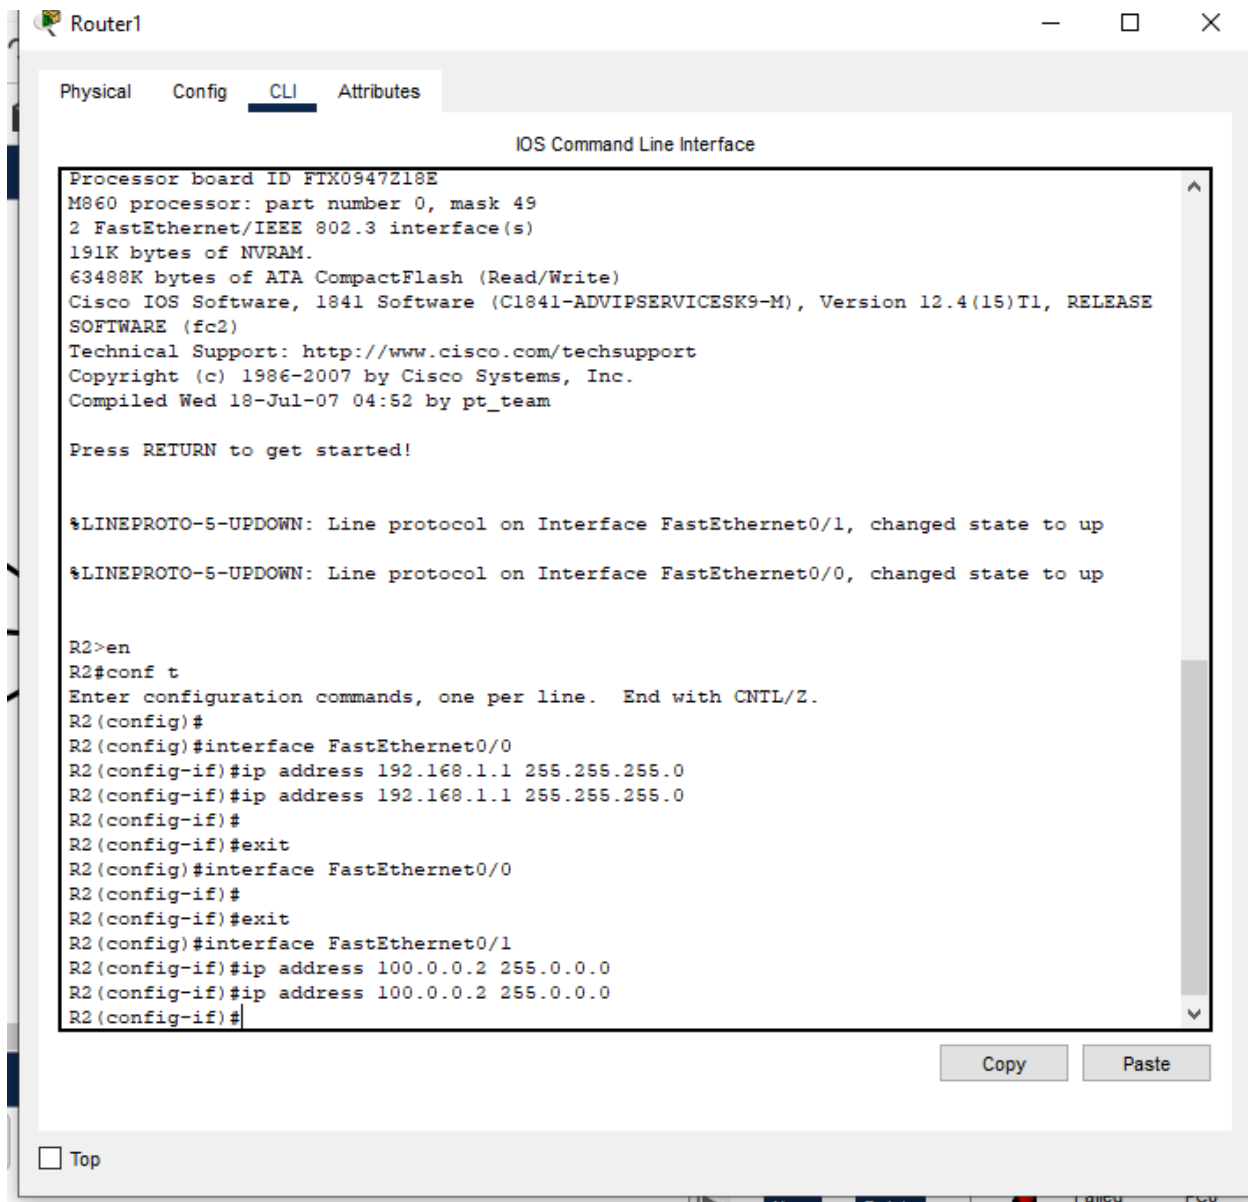 Router1
Physical Config CLI Attributes
IOS Command Line Interface
Processor board ID FTX0947Z18E
M860 processor: part number 0, mask 49
2 FastEthernet/IEEE 802.3 interface(s)
191K bytes of NVRAM.
63488K bytes of ATA CompactFlash (Read/Write)
Cisco IOS Software, 1841 Software (C1841-ADVIPSERVICESK9-M), Version 12.4(15)T1, RELEASE
SOFTWARE (fc2)
Technical Support: http://www.cisco.com/techsupport
Copyright (c) 1986-2007 by Cisco Systems, Inc.
Compiled Wed 18-Jul-07 04:52 by pt_team
Press RETURN to get started!
%LINEPROTO-5-UPDOWN: Line protocol on Interface FastEthernet0/1, changed state to up
%LINEPROTO-5-UPDOWN: Line protocol on Interface FastEthernet0/0, changed state to up
R2>en
R2#conf t
Enter configuration commands, one per line.  End with CNTL/Z.
R2(config)#
R2(config)#interface FastEthernet0/0
R2(config-if)#ip address 192.168.1.1 255.255.255.0
R2(config-if)#ip address 192.168.1.1 255.255.255.0
R2(config-if)#
R2(config-if)#exit
R2(config)#interface FastEthernet0/0
R2(config-if)#
R2(config-if)#exit
R2(config)#interface FastEthernet0/1
R2(config-if)#ip address 100.0.0.2 255.0.0.0
R2(config-if)#ip address 100.0.0.2 255.0.0.0
R2(config-if)#
Copy Paste
Top